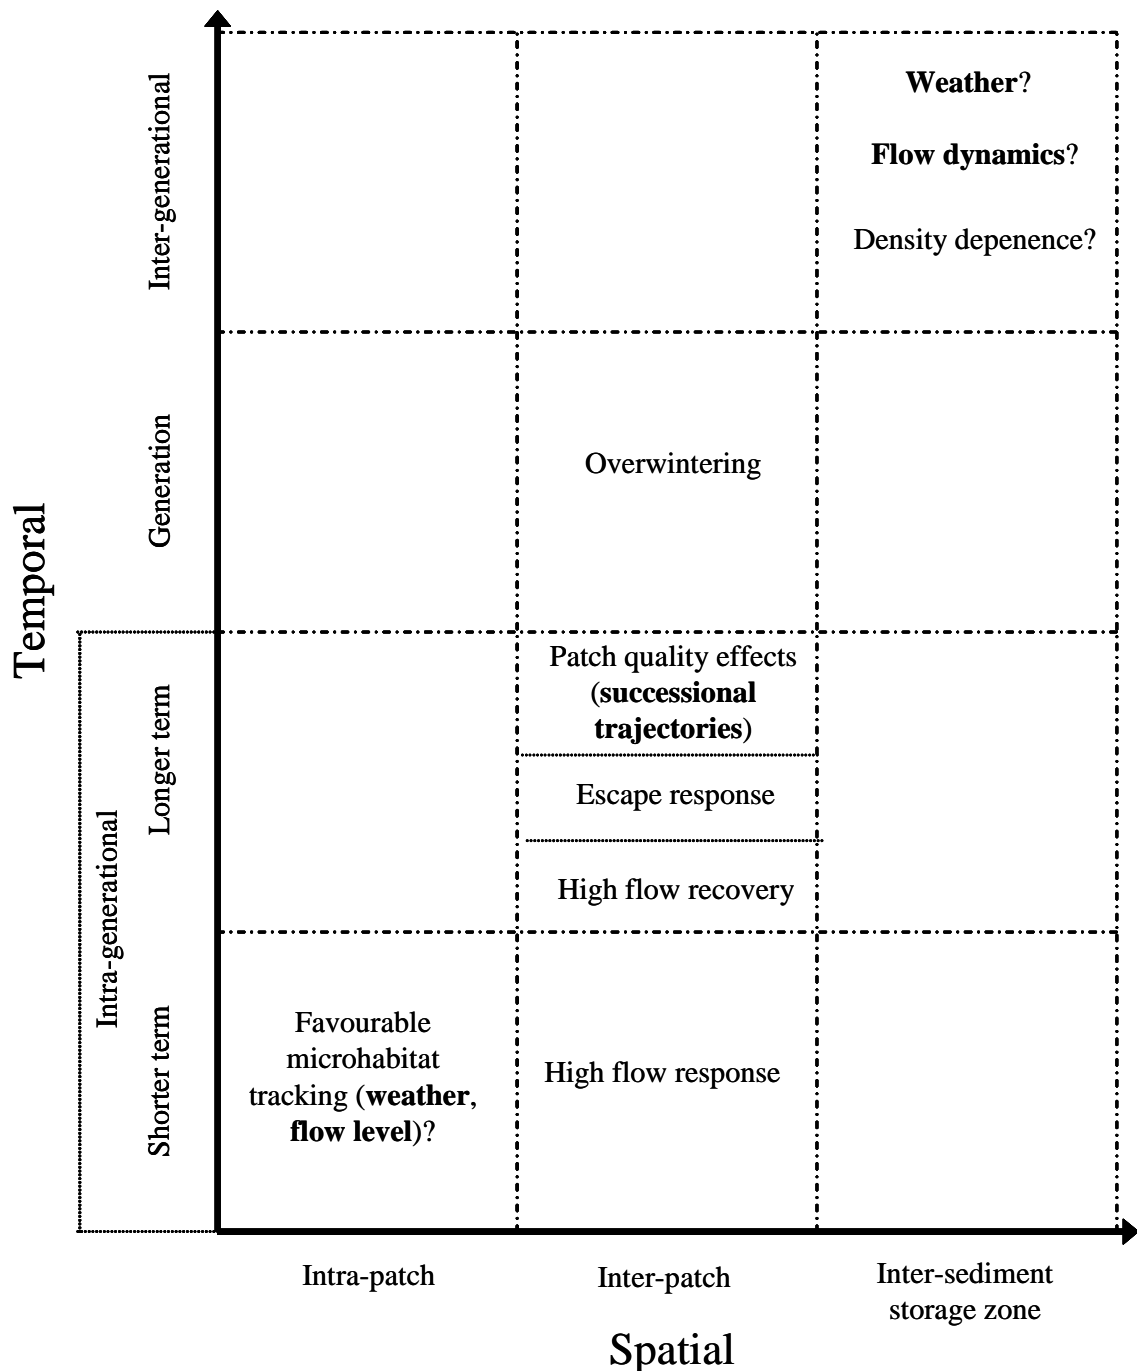 Weather?
Flow dynamics?
Density depenence?
Inter-generational
Overwintering
Generation
Temporal
Patch quality effects
(successional
trajectories)
Escape response
High flow recovery
Longer term
Intra-generational
Favourable
microhabitat
tracking (weather,
flow level)?
High flow response
Shorter term
Intra-patch
Inter-patch
Inter-sediment
storage zone
Spatial